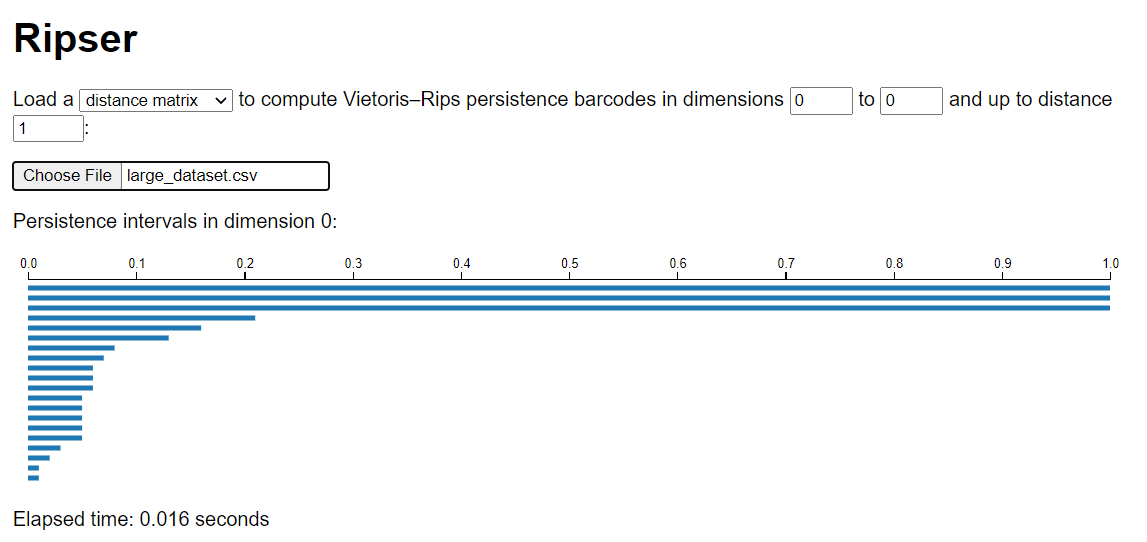 Ripser
Load a distance matrix to compute Vietoris–Rips persistence barcodes in dimensions 0 to 0 and up to distance
1 :
Choose File large_dataset.csv
Persistence intervals in dimension 0:
0.0 0.1 0.2 0.3 0.4 0.5 0.6 0.7 0.8 0.9 1.0
Elapsed time: 0.016 seconds